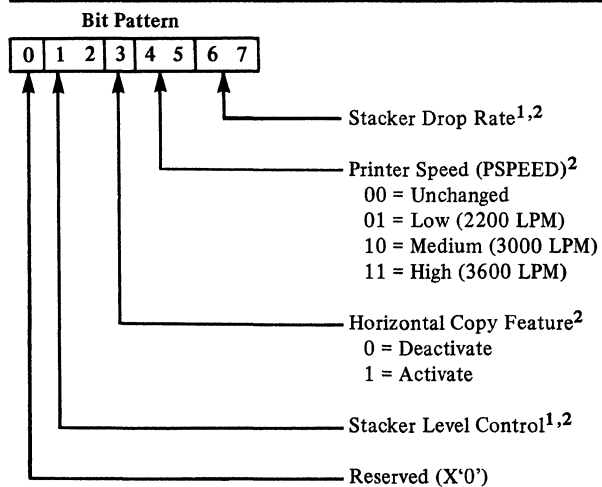 Bit Pattern
0 1 2 3 4 5 6 7
Stacker Drop Rate1,2
Printer Speed (PSPEED)2
00 = Unchanged
01 = Low (2200 LPM)
10 = Medium (3000 LPM)
11 = High (3600 LPM)
Horizontal Copy Feature2
0 = Deactivate
1 = Activate
Stacker Level Control1,2
Reserved (X‘0’)